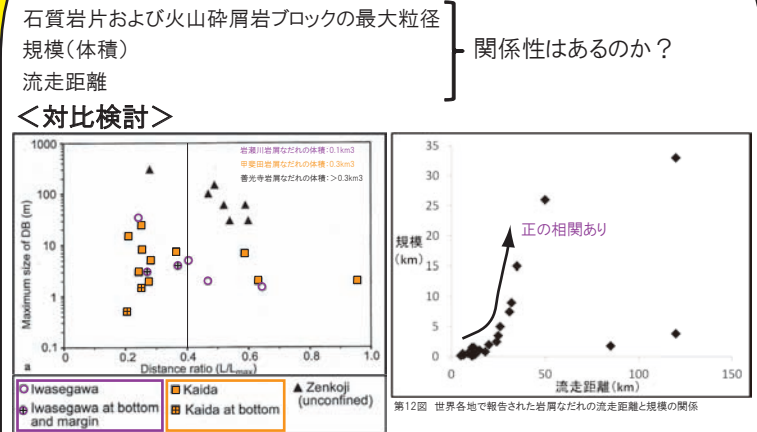 石質岩片および火山砕屑岩ブロックの最大粒径
規模(体積)
流走距離
関係性はあるのか?
<対比検討>
1000
100
10
1
0.1
Maximum size of DB (m)
岩瀬川岩屑なだれの体積:0.1km3
甲斐田岩屑なだれの体積:0.3km3
善光寺岩屑なだれの体積:>0.3km3
0
0.2
0.4
0.6
0.8
1.0
a
Distance ratio (L/Lmax)
Iwasegawa
Iwasegawa at bottom
and margin
Kaida
Kaida at bottom
Zenkoji
(unconfined)
35
30
25
20
15
10
5
0
規模
(km)
正の相関あり
0
50
100
150
流走距離(km)
第12図 世界各地で報告された岩屑なだれの流走距離と規模の関係